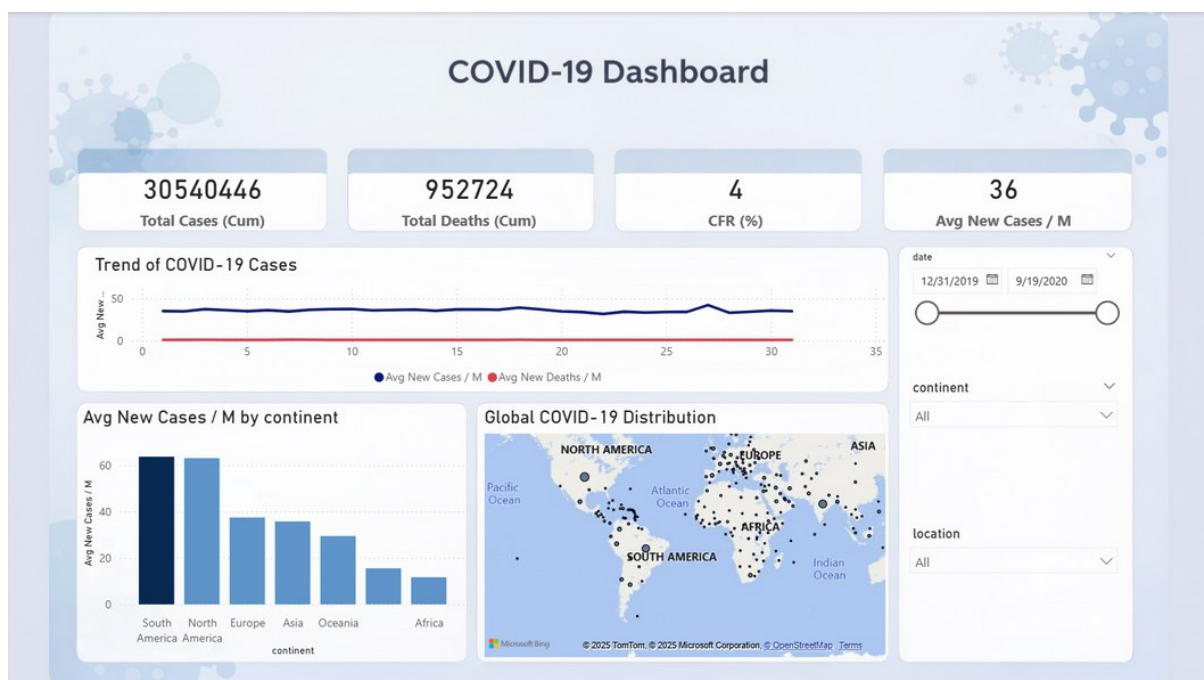 COVID-19 Dashboard
30540446
Total Cases (Cum)
952724
Total Deaths (Cum)
4
CFR (%)
36
Avg New Cases / M
Trend of COVID-19 Cases
Avg New ...
50
0
0 5 10 15 20 25 30 35
Avg New Cases / M Avg New Deaths / M
date
12/31/2019 9/19/2020
continent
All
location
All
Avg New Cases / M by continent
Avg New Cases / M
60
40
20
0
South America
North America
Europe
Asia
Oceania
Africa
continent
Global COVID-19 Distribution
NORTH AMERICA
EUROPE
ASIA
Pacific
Ocean
Atlantic
Ocean
AFRICA
SOUTH AMERICA
Indian
Ocean
Microsoft Bing
© 2025 TomTom, © 2025 Microsoft Corporation, © OpenStreetMap Terms